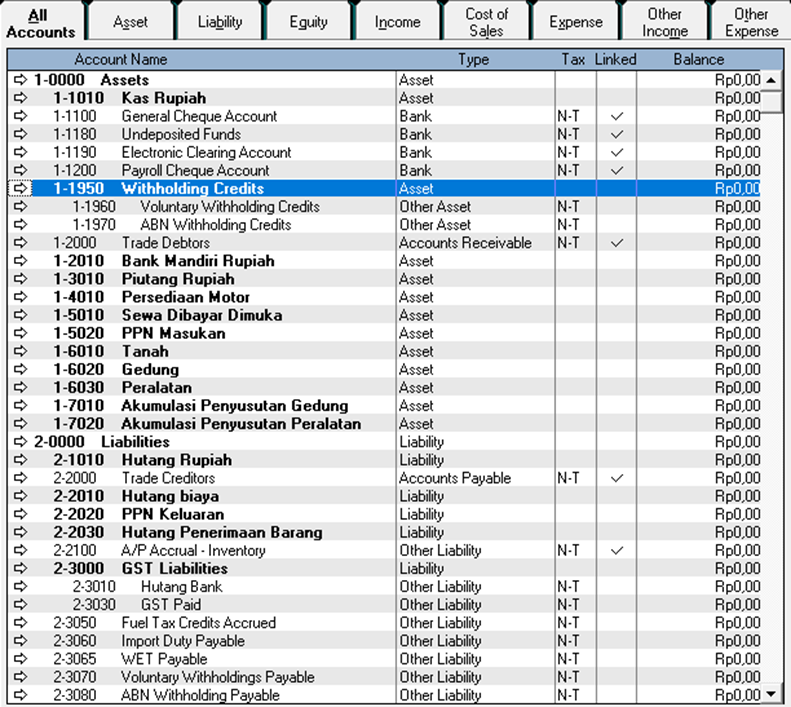 All Accounts
Asset
Liability
Equity
Income
Cost of Sales
Expense
Other Income
Other Expense
Account Name Type Tax Linked Balance
1-0000 Assets Asset Rp0,00
1-1010 Kas Rupiah Asset Rp0,00
1-1100 General Cheque Account Bank N-T ✓ Rp0,00
1-1180 Undeposited Funds Bank N-T ✓ Rp0,00
1-1190 Electronic Clearing Account Bank N-T ✓ Rp0,00
1-1200 Payroll Cheque Account Bank N-T ✓ Rp0,00
1-1950 Withholding Credits Asset Rp0,00
1-1960 Voluntary Withholding Credits Other Asset N-T Rp0,00
1-1970 ABN Withholding Credits Other Asset N-T Rp0,00
1-2000 Trade Debtors Accounts Receivable N-T ✓ Rp0,00
1-2010 Bank Mandiri Rupiah Asset Rp0,00
1-3010 Piutang Rupiah Asset Rp0,00
1-4010 Persediaan Motor Asset Rp0,00
1-5010 Sewa Dibayar Dimuka Asset Rp0,00
1-5020 PPN Masukan Asset Rp0,00
1-6010 Tanah Asset Rp0,00
1-6020 Gedung Asset Rp0,00
1-6030 Peralatan Asset Rp0,00
1-7010 Akumulasi Penyusutan Gedung Asset Rp0,00
1-7020 Akumulasi Penyusutan Peralatan Asset Rp0,00
2-0000 Liabilities Liability Rp0,00
2-1010 Hutang Rupiah Liability Rp0,00
2-2000 Trade Creditors Accounts Payable N-T ✓ Rp0,00
2-2010 Hutang biaya Liability Rp0,00
2-2020 PPN Keluaran Liability Rp0,00
2-2030 Hutang Penerimaan Barang Liability Rp0,00
2-2100 A/P Accrual - Inventory Other Liability N-T ✓ Rp0,00
2-3000 GST Liabilities Liability Rp0,00
2-3010 Hutang Bank Other Liability N-T Rp0,00
2-3030 GST Paid Other Liability N-T Rp0,00
2-3050 Fuel Tax Credits Accrued Other Liability N-T Rp0,00
2-3060 Import Duty Payable Other Liability N-T Rp0,00
2-3065 WET Payable Other Liability N-T Rp0,00
2-3070 Voluntary Withholdings Payable Other Liability N-T Rp0,00
2-3080 ABN Withholding Payable Other Liability N-T Rp0,00